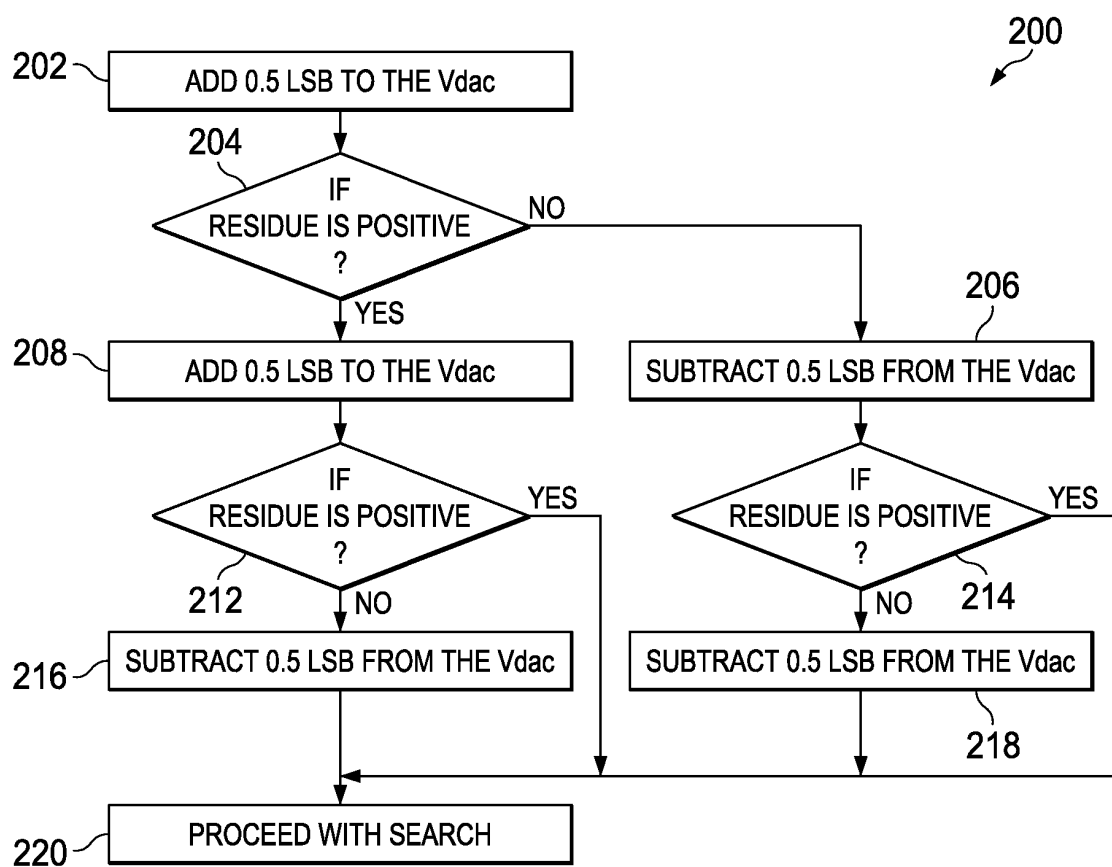 200
202
ADD 0.5 LSB TO THE Vdac
204
IF
RESIDUE IS POSITIVE
?
NO
YES
206
208
ADD 0.5 LSB TO THE Vdac
SUBTRACT 0.5 LSB FROM THE Vdac
IF
RESIDUE IS POSITIVE
?
YES
212
NO
IF
RESIDUE IS POSITIVE
?
YES
214
NO
216
SUBTRACT 0.5 LSB FROM THE Vdac
SUBTRACT 0.5 LSB FROM THE Vdac
218
220
PROCEED WITH SEARCH